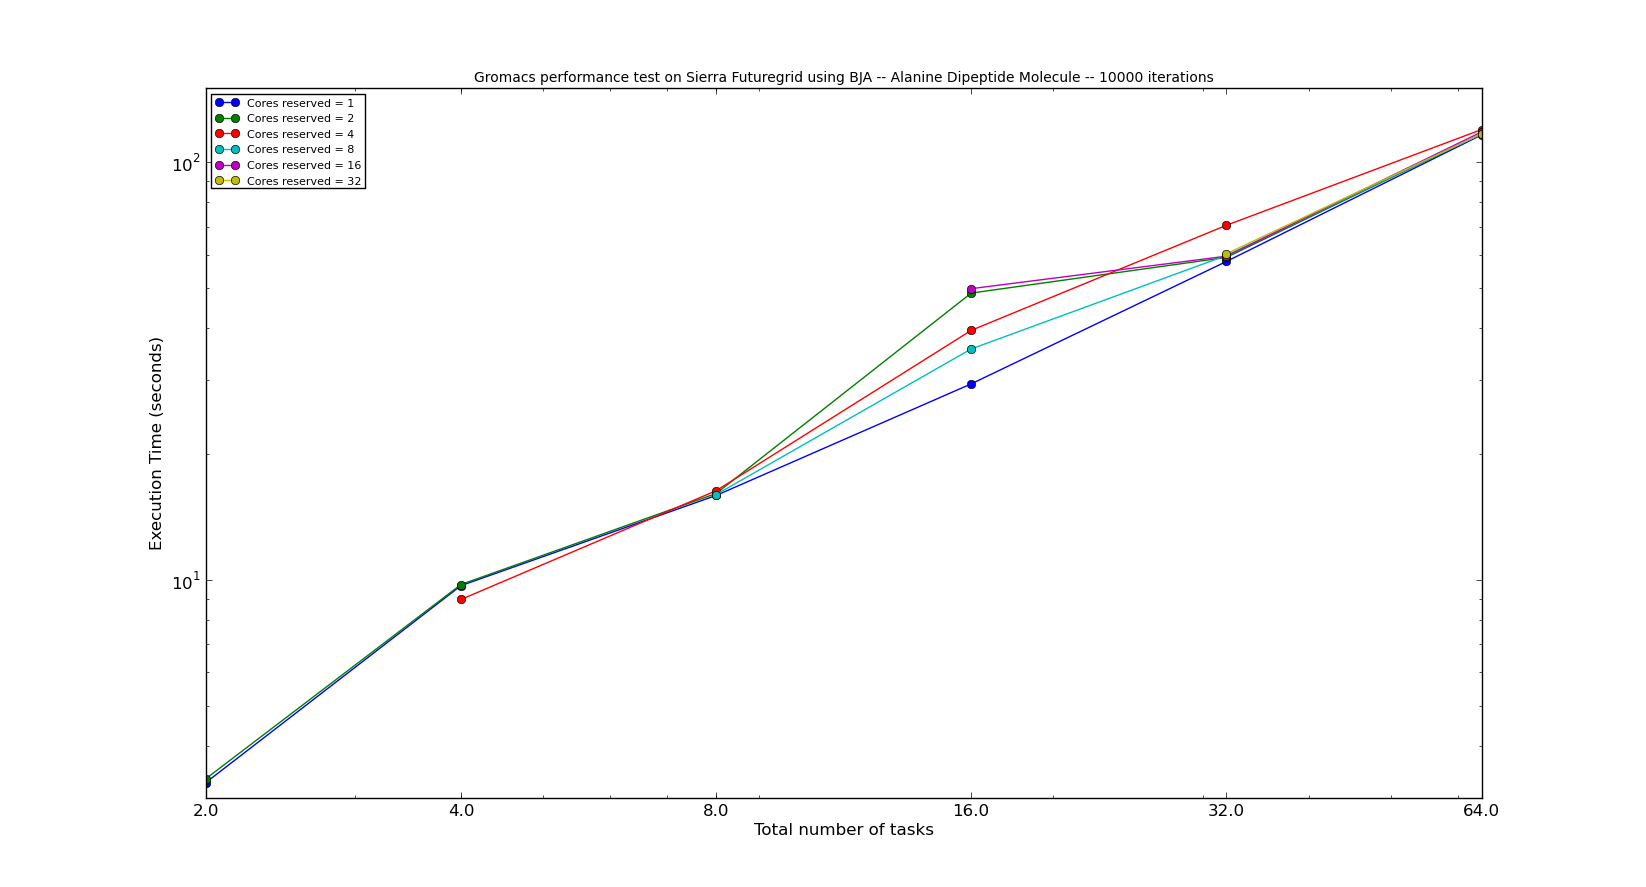 Gromacs performance test on Sierra Futuregrid using BJA -- Alanine Dipeptide Molecule -- 10000 iterations
Cores reserved = 1
Cores reserved = 2
Cores reserved = 4
Cores reserved = 8
Cores reserved = 16
Cores reserved = 32
10²
10¹
Execution Time (seconds)
2.0 4.0 8.0 16.0 32.0 64.0
Total number of tasks